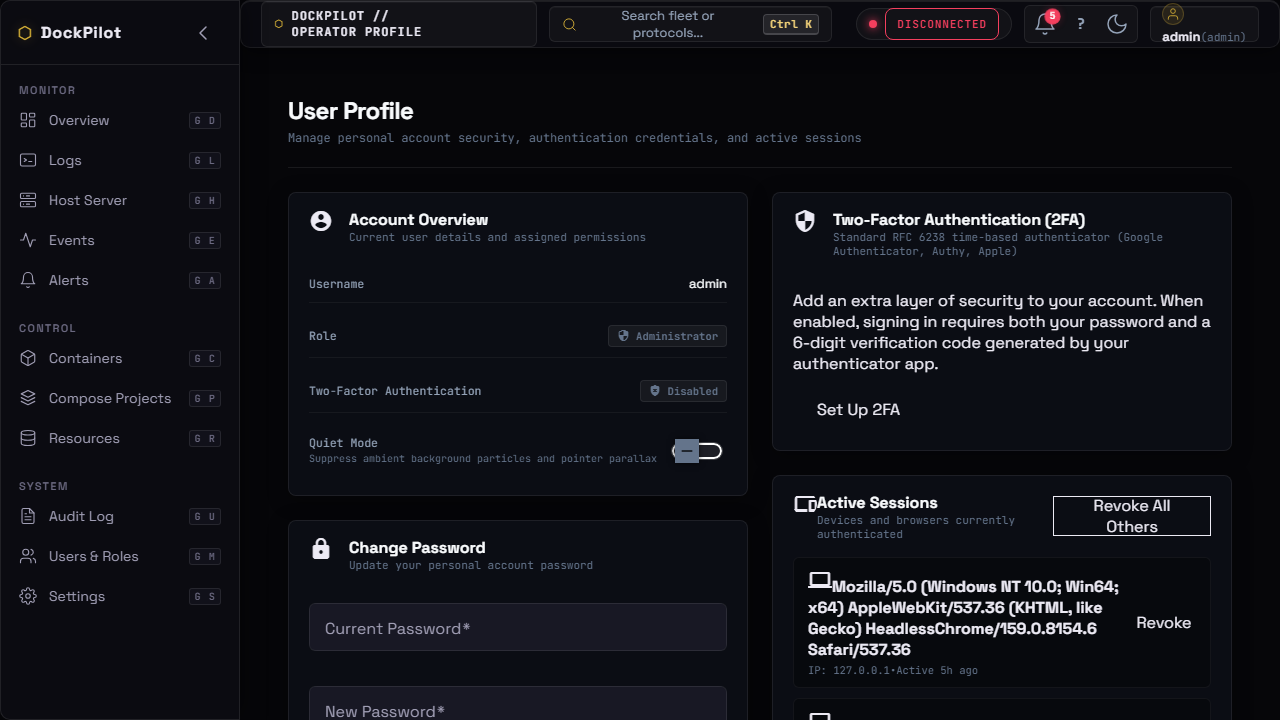 DockPilot
MONITOR
Overview G D
Logs G L
Host Server G H
Events G E
Alerts G A
CONTROL
Containers G C
Compose Projects G P
Resources G R
SYSTEM
Audit Log G U
Users & Roles G M
Settings G S
DOCKPILOT //
OPERATOR PROFILE
Search fleet or
protocols...
Ctrl K
DISCONNECTED
5
?
admin(admin)
User Profile
Manage personal account security, authentication credentials, and active sessions
Account Overview
Current user details and assigned permissions
Username admin
Role Administrator
Two-Factor Authentication Disabled
Quiet Mode
Suppress ambient background particles and pointer parallax
Change Password
Update your personal account password
Current Password*
New Password*
Two-Factor Authentication (2FA)
Standard RFC 6238 time-based authenticator (Google
Authenticator, Authy, Apple)
Add an extra layer of security to your account. When
enabled, signing in requires both your password and a
6-digit verification code generated by your
authenticator app.
Set Up 2FA
Active Sessions
Devices and browsers currently
authenticated
Revoke All
Others
Mozilla/5.0 (Windows NT 10.0; Win64;
x64) AppleWebKit/537.36 (KHTML, like
Gecko) HeadlessChrome/159.0.8154.6
Safari/537.36
IP: 127.0.0.1•Active 5h ago
Revoke